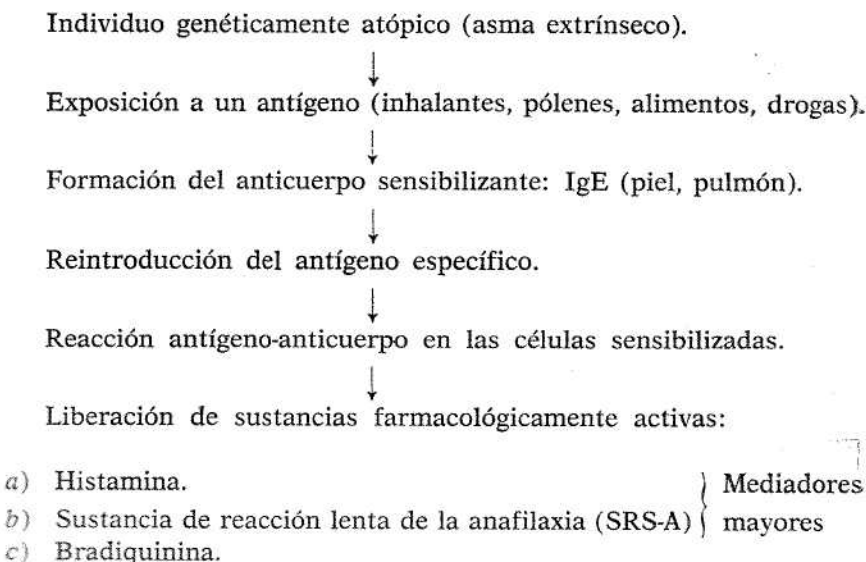 Individuo genéticamente atópico (asma extrínseco).
Exposición a un antígeno (inhalantes, pólenes, alimentos, drogas).
Formación del anticuerpo sensibilizante: IgE (piel, pulmón).
Reintroducción del antígeno específico.
Reacción antígeno-anticuerpo en las células sensibilizadas.
Liberación de sustancias farmacológicamente activas:
a) Histamina. } Mediadores
b) Sustancia de reacción lenta de la anafilaxia (SRS-A) } mayores
c) Bradiquinina.